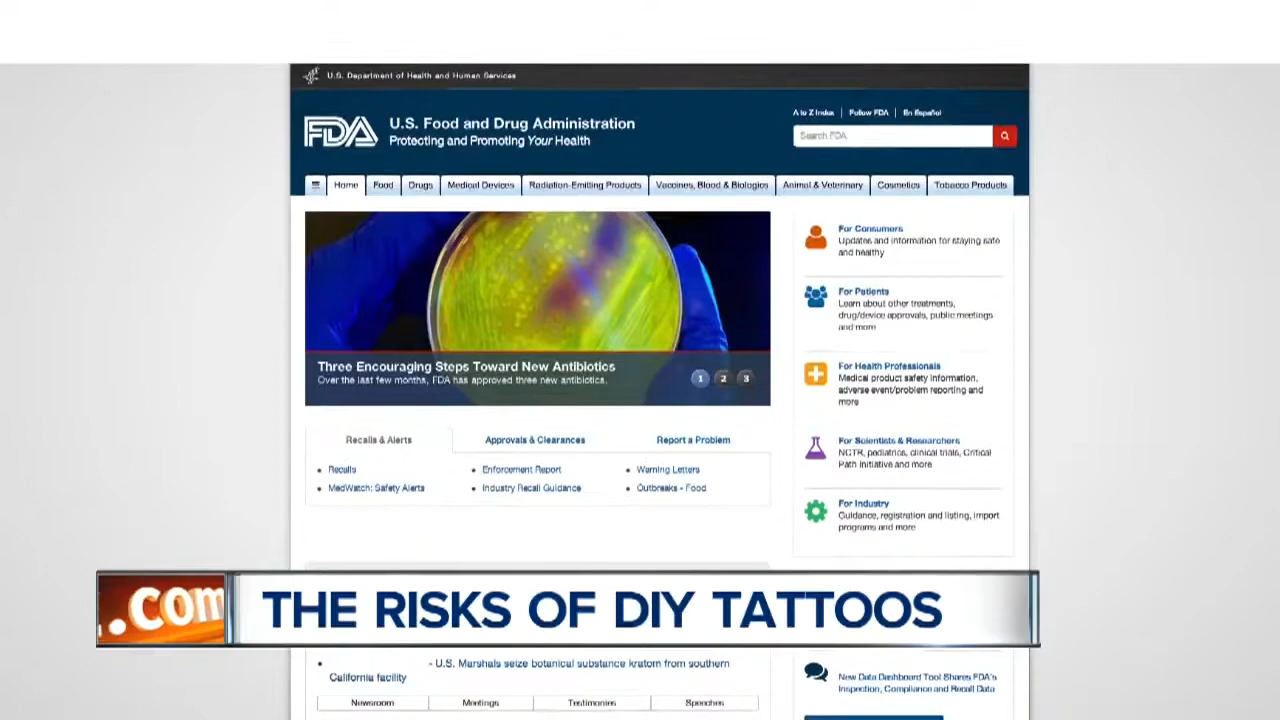 U.S. Department of Health and Human Services
FDA
U.S. Food and Drug Administration
Protecting and Promoting Your Health
A to Z Index | Follow FDA | En Español
Search FDA
Home
Food
Drugs
Medical Devices
Radiation-Emitting Products
Vaccines, Blood & Biologics
Animal & Veterinary
Cosmetics
Tobacco Products
Three Encouraging Steps Toward New Antibiotics
Over the last few months, FDA has approved three new antibiotics.
1 2 3
For Consumers
Updates and information for staying safe
and healthy
For Patients
Learn about other treatments,
drug/device approvals, public meetings
and more
For Health Professionals
Medical product safety information,
adverse event/problem reporting and
more
For Scientists & Researchers
NCTR, pediatrics, clinical trials, Critical
Path Initiative and more
For Industry
Guidance, registration and listing, import
programs and more
Recalls & Alerts
Approvals & Clearances
Report a Problem
Recalls
Enforcement Report
Warning Letters
MedWatch: Safety Alerts
Industry Recall Guidance
Outbreaks - Food
.com
THE RISKS OF DIY TATTOOS
- U.S. Marshals seize botanical substance kratom from southern
California facility
Newsroom
Meetings
Testimonies
Speeches
New Data Dashboard Tool Shares FDA's
Inspection, Compliance and Recall Data